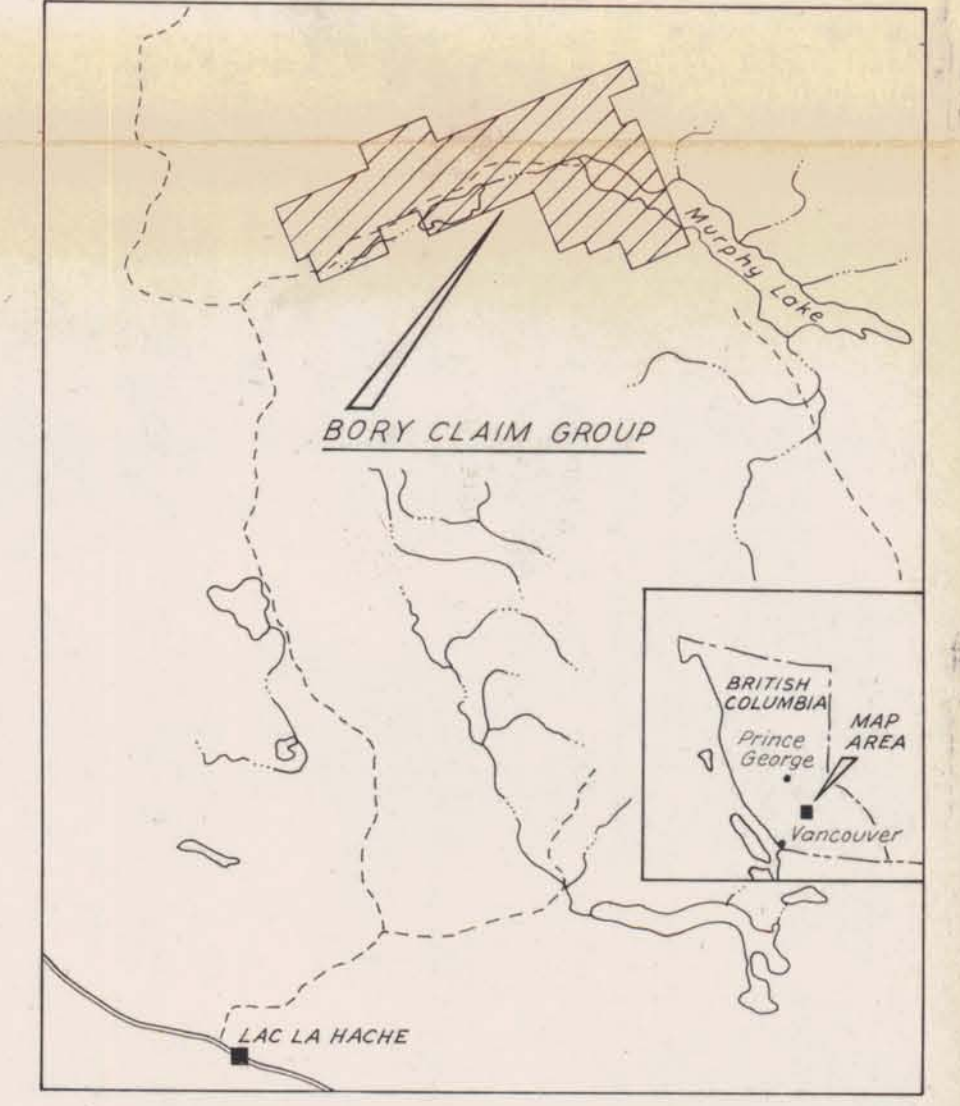 Murphy Lake
BORY CLAIM GROUP
BRITISH
COLUMBIA
MAP
AREA
Prince
George
Vancouver
LAC LA HACHE